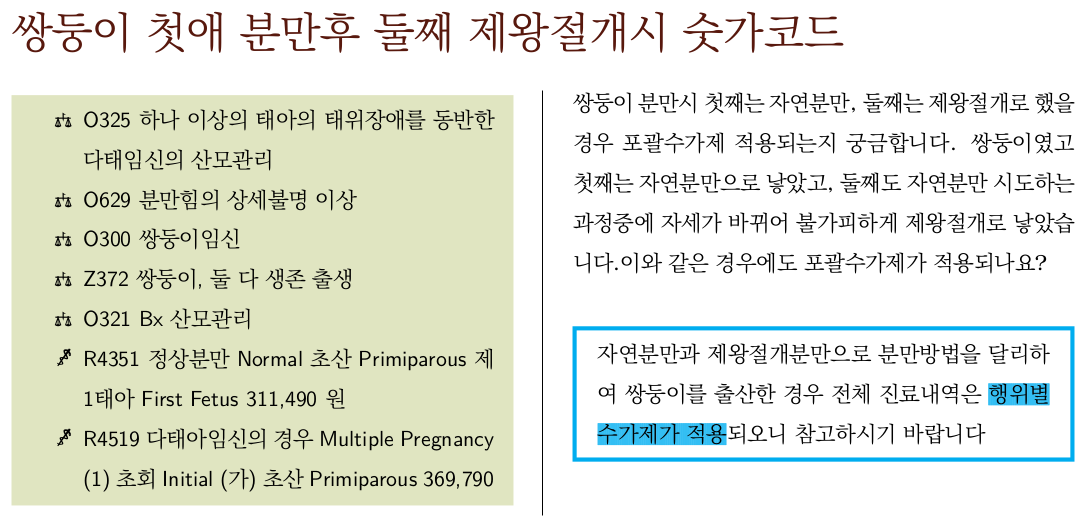 쌍둥이 첫애 분만후 둘째 제왕절개시 숫가코드
O325 하나 이상의 태아의 태위장애를 동반한
다태임신의 산모관리
O629 분만힘의 상세불명 이상
O300 쌍둥이임신
Z372 쌍둥이, 둘 다 생존 출생
O321 Bx 산모관리
R4351 정상분만 Normal 초산 Primiparous 제
1태아 First Fetus 311,490 원
R4519 다태아임신의 경우 Multiple Pregnancy
(1) 초회 Initial (가) 초산 Primiparous 369,790
쌍둥이 분만시 첫째는 자연분만, 둘째는 제왕절개로 했을
경우 포괄수가제 적용되는지 궁금합니다. 쌍둥이였고
첫째는 자연분만으로 낳았고, 둘째도 자연분만 시도하는
과정중에 자세가 바뀌어 불가피하게 제왕절개로 낳았습
니다.이와 같은 경우에도 포괄수가제가 적용되나요?
자연분만과 제왕절개분만으로 분만방법을 달리하
여 쌍둥이를 출산한 경우 전체 진료내역은 행위별
수가제가 적용되오니 참고하시기 바랍니다